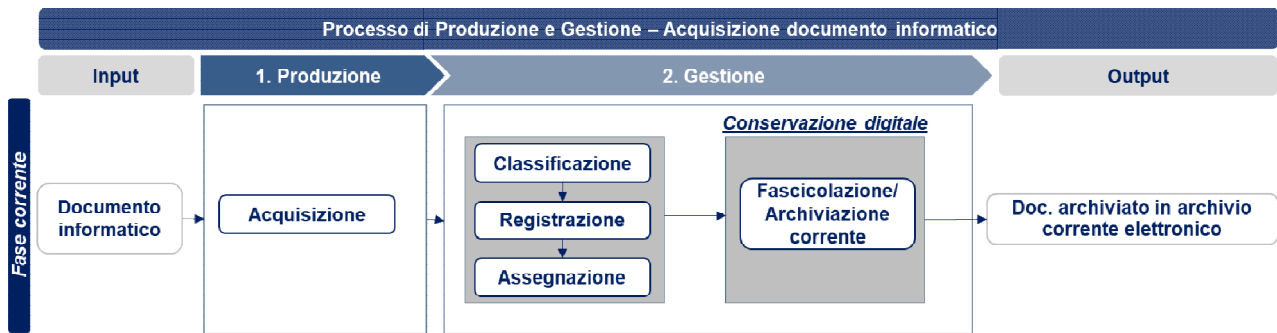 Processo di Produzione e Gestione – Acquisizione documento informatico
Input
1. Produzione
2. Gestione
Output
Fase corrente
Documento
informatico
Acquisizione
Classificazione
Registrazione
Assegnazione
Conservazione digitale
Fascicolazione/
Archiviazione
corrente
Doc. archiviato in archivio
corrente elettronico